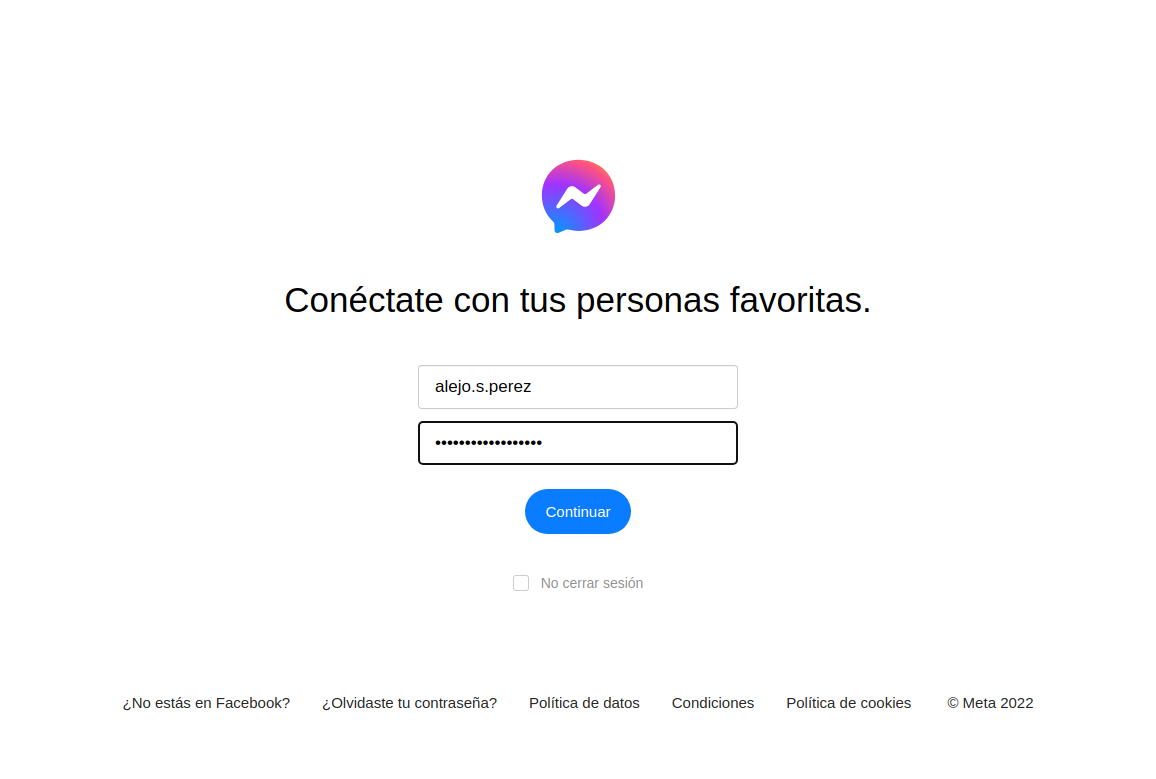 Conéctate con tus personas favoritas.
alejo.s.perez
••••••••••••••••••
Continuar
No cerrar sesión
¿No estás en Facebook? ¿Olvidaste tu contraseña? Política de datos Condiciones Política de cookies © Meta 2022